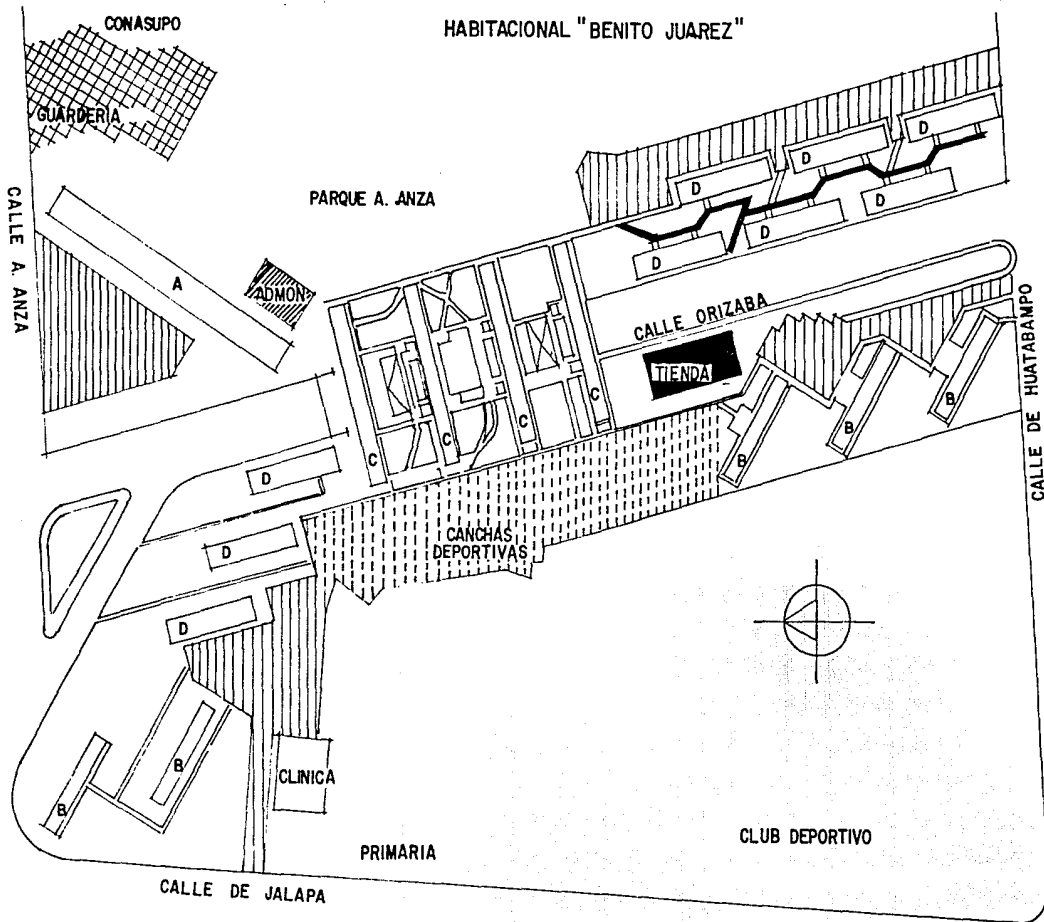 CONASUPO
HABITACIONAL "BENITO JUAREZ"
GUARDERIA
D
D
D
CALLE A. ANZA
PARQUE A. ANZA
D
D
D
A
ADMON
CALLE ORIZABA
CALLE DE HUATABAMPO
TIENDA
B
B
B
C
C
C
C
D
CANCHAS
DEPORTIVAS
D
D
B
B
CLINICA
PRIMARIA
CLUB DEPORTIVO
CALLE DE JALAPA